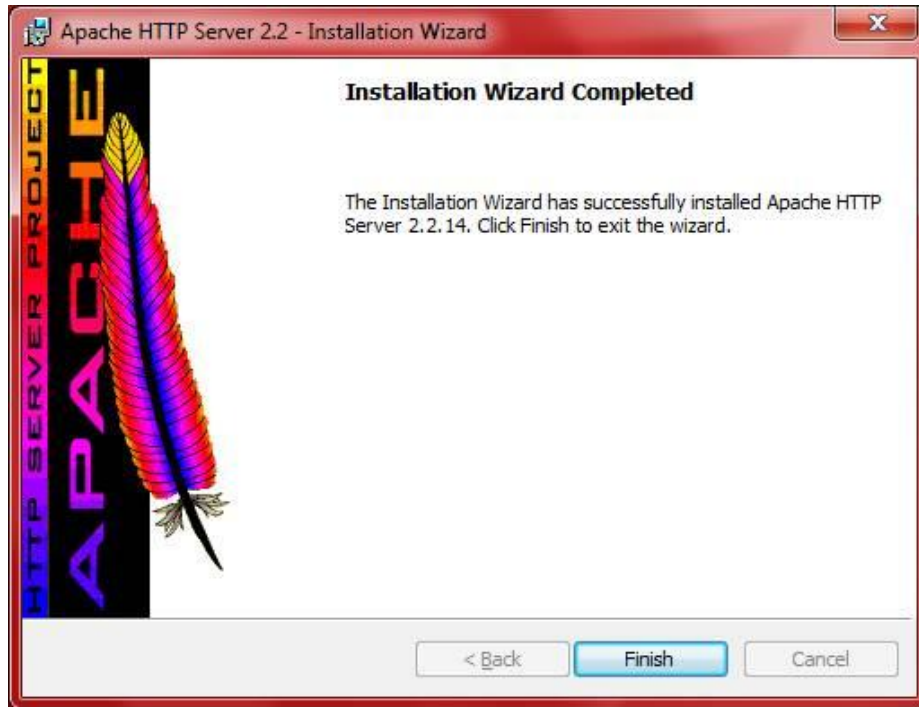 Apache HTTP Server 2.2 - Installation Wizard
X
HTTP SERVER PROJECT
APACHE
Installation Wizard Completed
The Installation Wizard has successfully installed Apache HTTP
Server 2.2.14. Click Finish to exit the wizard.
< Back
Finish
Cancel